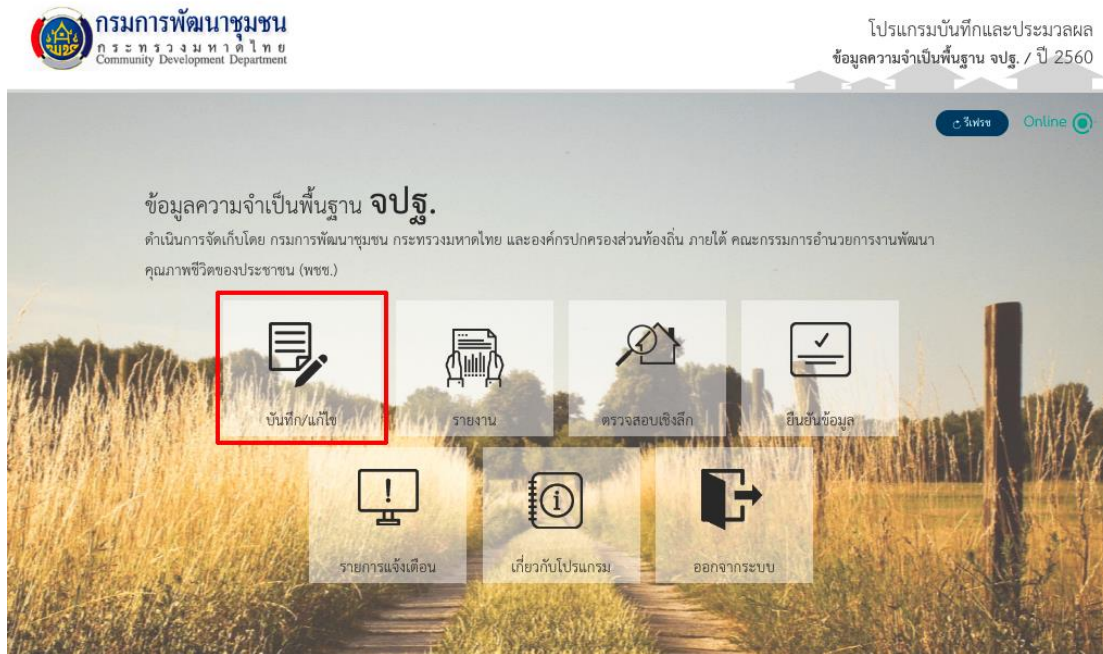 กรมการพัฒนาชุมชน
กระทรวงมหาดไทย
Community Development Department
โปรแกรมบันทึกและประมวลผล
ข้อมูลความจำเป็นพื้นฐาน จปฐ. / ปี 2560
รีเฟรช
Online
ข้อมูลความจำเป็นพื้นฐาน จปฐ.
ดำเนินการจัดเก็บโดย กรมการพัฒนาชุมชน กระทรวงมหาดไทย และองค์กรปกครองส่วนท้องถิ่น ภายใต้ คณะกรรมการอำนวยการงานพัฒนา
คุณภาพชีวิตของประชาชน (พชช.)
บันทึก/แก้ไข
รายงาน
ตรวจสอบเชิงลึก
ยืนยันข้อมูล
รายการแจ้งเตือน
เกี่ยวกับโปรแกรม
ออกจากระบบ